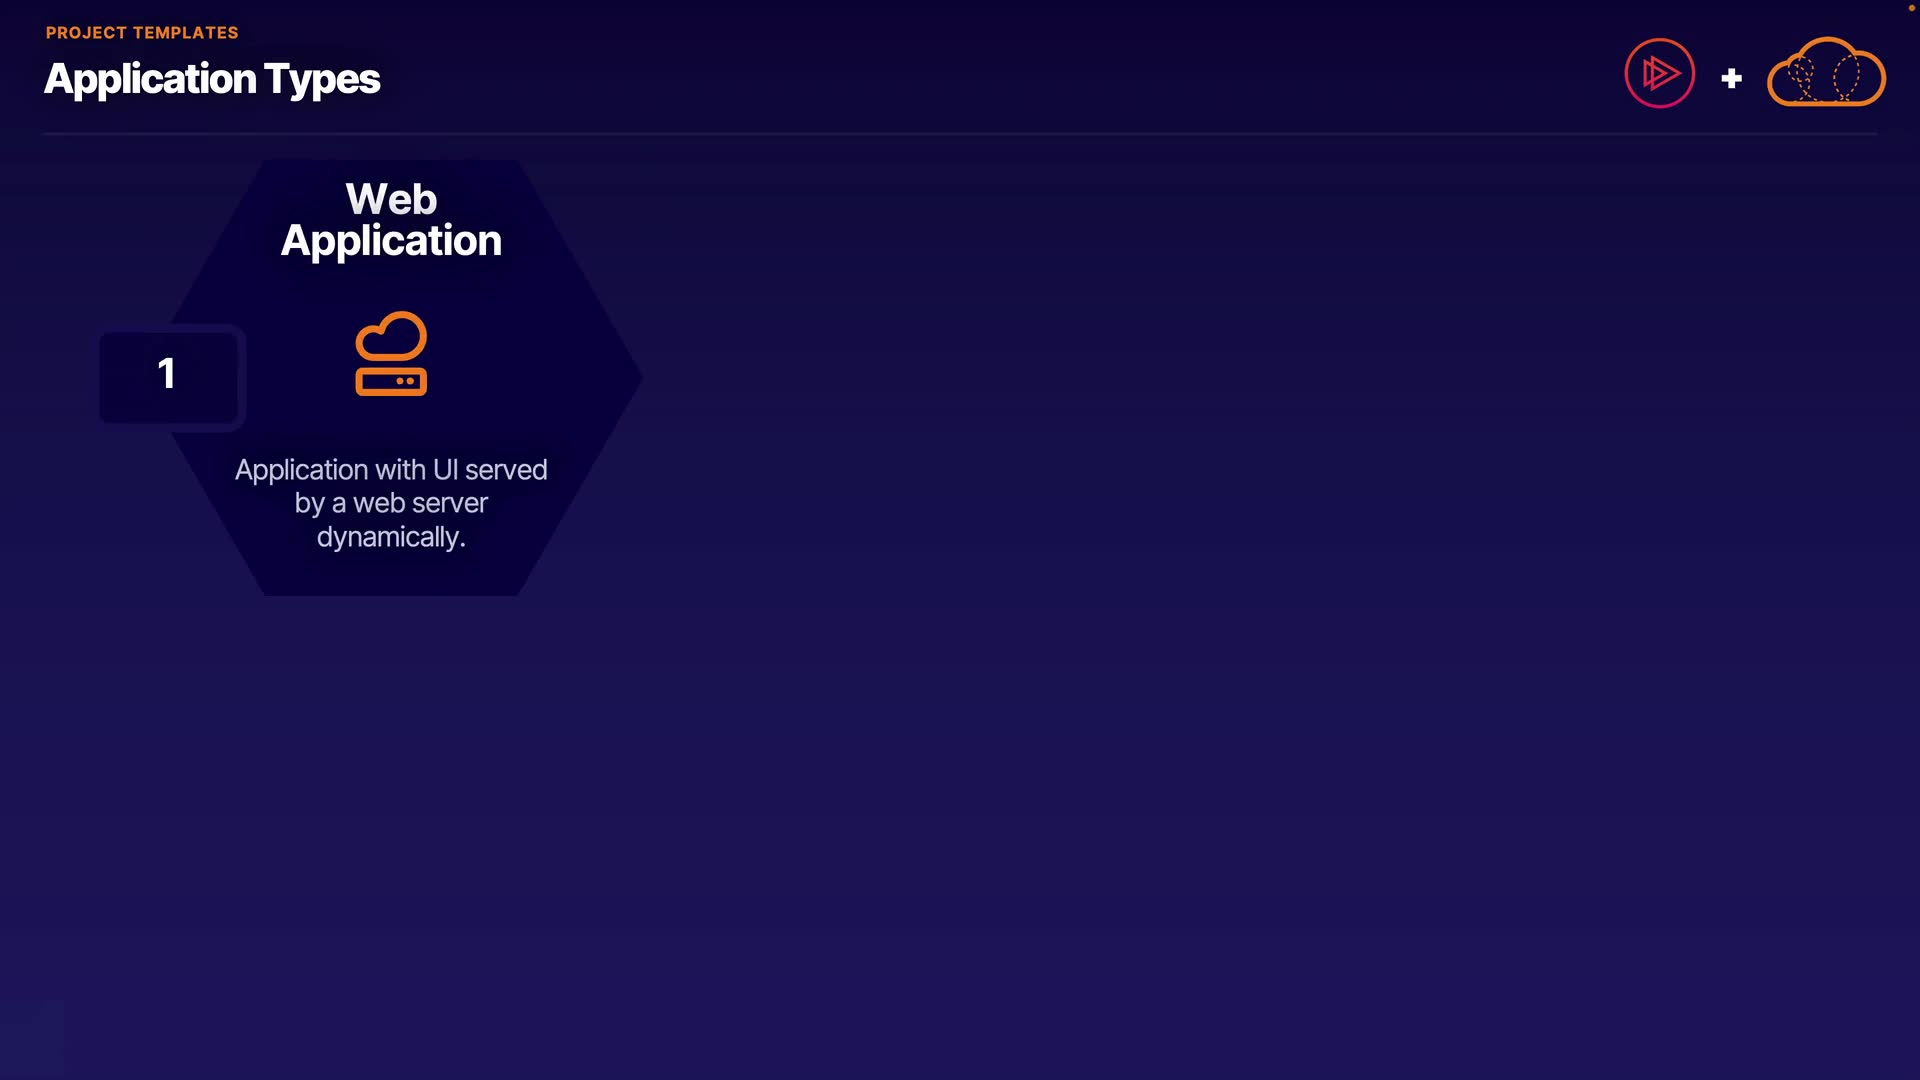 PROJECT TEMPLATES
Application Types
+
Web
Application
1
Application with UI served
by a web server
dynamically.